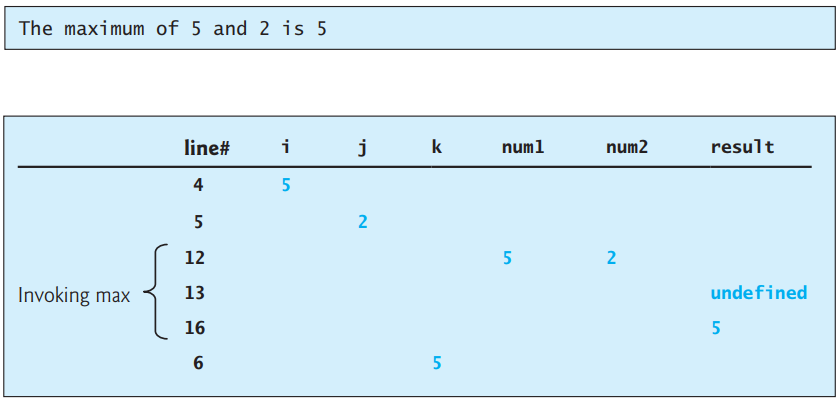 The maximum of 5 and 2 is 5
line# i j k num1 num2 result
4 5
5 2
12 5 2
Invoking max 13 undefined
16 5
6 5